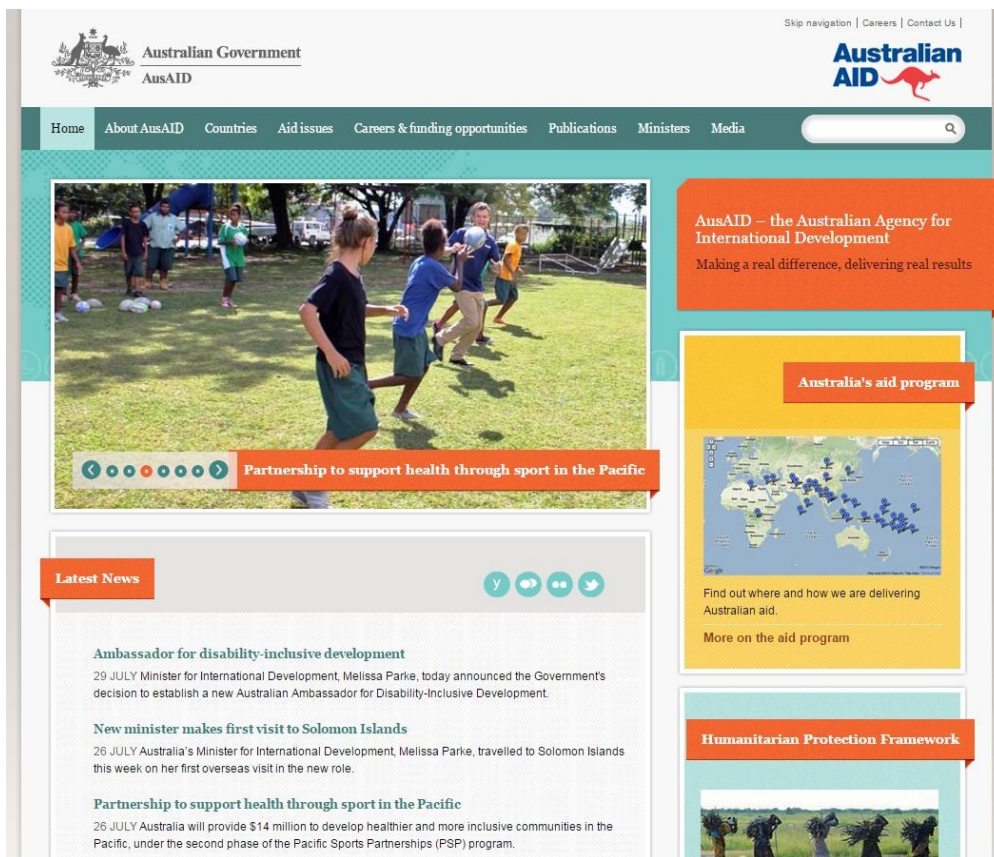 Skip navigation | Careers | Contact Us |
Australian Government
AusAID
Australian
AID
Home About AusAID Countries Aid issues Careers & funding opportunities Publications Ministers Media
AusAID – the Australian Agency for
International Development
Making a real difference, delivering real results
Partnership to support health through sport in the Pacific
Australia's aid program
Find out where and how we are delivering
Australian aid.
More on the aid program
Latest News
Ambassador for disability-inclusive development
29 JULY Minister for International Development, Melissa Parke, today announced the Government's
decision to establish a new Australian Ambassador for Disability-Inclusive Development.
New minister makes first visit to Solomon Islands
26 JULY Australia's Minister for International Development, Melissa Parke, travelled to Solomon Islands
this week on her first overseas visit in the new role.
Partnership to support health through sport in the Pacific
26 JULY Australia will provide $14 million to develop healthier and more inclusive communities in the
Pacific, under the second phase of the Pacific Sports Partnerships (PSP) program.
Humanitarian Protection Framework